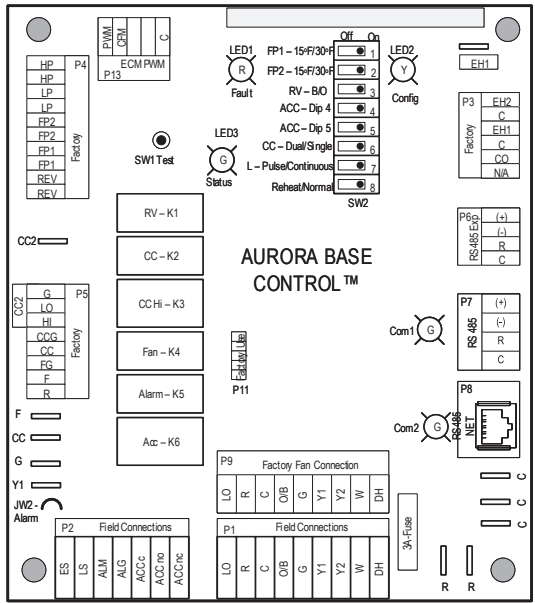 PWM
CFM
C
ECM PWM
P13
LED1
R
Fault
Off On
FP1 – 15ºF/30ºF 1
FP2 – 15ºF/30ºF 2
RV – B/O 3
ACC – Dip 4 4
ACC – Dip 5 5
CC – Dual/Single 6
L – Pulse/Continuous 7
Reheat/Normal 8
SW2
LED2
Y
Config
EH1
P4
HP
HP
LP
LP
FP2
FP2
FP1
FP1
REV
REV
Factory
SW1 Test
LED3
G
Status
P3
EH2
C
EH1
C
CO
N/A
Factory
RV – K1
CC – K2
CC Hi – K3
Fan – K4
Alarm – K5
Acc – K6
AURORA BASE
CONTROL™
P6
(+)
(-)
R
C
RS485 Exp
CC2
CC2
P5
G
LO
HI
CCG
CC
FG
F
R
Factory
Factory Use
P11
Com1
G
P7
(+)
(-)
R
C
RS 485
Com2
G
P8
RS485
NET
F
CC
G
Y1
JW2 -
Alarm
P9 Factory Fan Connection
LO
R
C
O/B
G
Y1
Y2
W
DH
P2 Field Connections
ES
LS
ALM
ALG
ACC c
ACC no
ACC nc
P1 Field Connections
LO
R
C
O/B
G
Y1
Y2
W
DH
3A-Fuse
C
C
C
R R